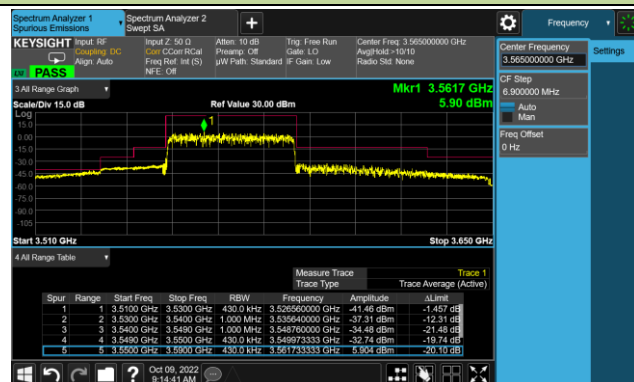 Spectrum Analyzer 1
Spurious Emissions
Spectrum Analyzer 2
Swept SA
Frequency
KEYSIGHT
Input: RF
Coupling: DC
Align: Auto
Input Z: 50 Ω
Corr CCorr RCal
Freq Ref: Int (S)
NFE: Off
Atten: 10 dB
Preamp: Off
µW Path: Standard
Trig: Free Run
Gate: LO
IF Gain: Low
Center Freq: 3.565000000 GHz
Avg|Hold:>10/10
Radio Std: None
PASS
Center Frequency
3.565000000 GHz
Settings
CF Step
6.900000 MHz
Auto
Man
Freq Offset
0 Hz
3 All Range Graph
Mkr1 3.5617 GHz
Scale/Div 15.0 dB
Ref Value 30.00 dBm
5.90 dBm
Log
15.0
0.00
-15.0
-30.0
-45.0
-60.0
-75.0
-90.0
-105
1
Start 3.510 GHz
Stop 3.650 GHz
4 All Range Table
Measure Trace Trace 1
Trace Type Trace Average (Active)
Spur Range Start Freq Stop Freq RBW Frequency Amplitude ΔLimit
1 1 3.5100 GHz 3.5300 GHz 430.0 kHz 3.526560000 GHz -41.46 dBm -1.457 dB
2 2 3.5300 GHz 3.5400 GHz 1.000 MHz 3.535640000 GHz -37.31 dBm -12.31 dB
3 3 3.5400 GHz 3.5490 GHz 1.000 MHz 3.548760000 GHz -34.48 dBm -21.48 dB
4 4 3.5490 GHz 3.5500 GHz 430.0 kHz 3.549973333 GHz -32.74 dBm -19.74 dB
5 5 3.5500 GHz 3.5900 GHz 430.0 kHz 3.561733333 GHz 5.904 dBm -20.10 dB
Oct 09, 2022
9:14:41 AM